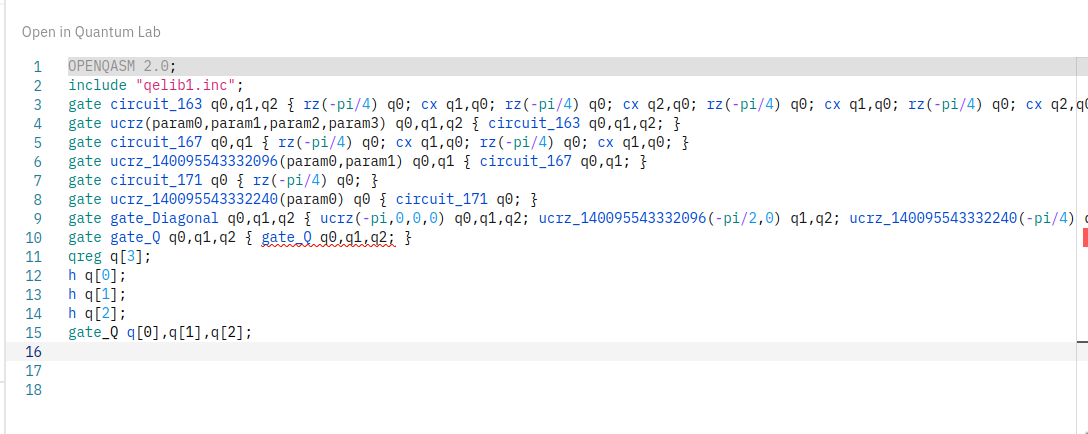 Open in Quantum Lab
1 OPENQASM 2.0;
2 include "qelib1.inc";
3 gate circuit_163 q0,q1,q2 { rz(-pi/4) q0; cx q1,q0; rz(-pi/4) q0; cx q2,q0; rz(-pi/4) q0; cx q1,q0; rz(-pi/4) q0; cx q2,q0
4 gate ucrz(param0,param1,param2,param3) q0,q1,q2 { circuit_163 q0,q1,q2; }
5 gate circuit_167 q0,q1 { rz(-pi/4) q0; cx q1,q0; rz(-pi/4) q0; cx q1,q0; }
6 gate ucrz_140095543332096(param0,param1) q0,q1 { circuit_167 q0,q1; }
7 gate circuit_171 q0 { rz(-pi/4) q0; }
8 gate ucrz_140095543332240(param0) q0 { circuit_171 q0; }
9 gate gate_Diagonal q0,q1,q2 { ucrz(-pi,0,0,0) q0,q1,q2; ucrz_140095543332096(-pi/2,0) q1,q2; ucrz_140095543332240(-pi/4)
10 gate gate_Q q0,q1,q2 { gate_Q q0,q1,q2; }
11 qreg q[3];
12 h q[0];
13 h q[1];
14 h q[2];
15 gate_Q q[0],q[1],q[2];
16
17
18